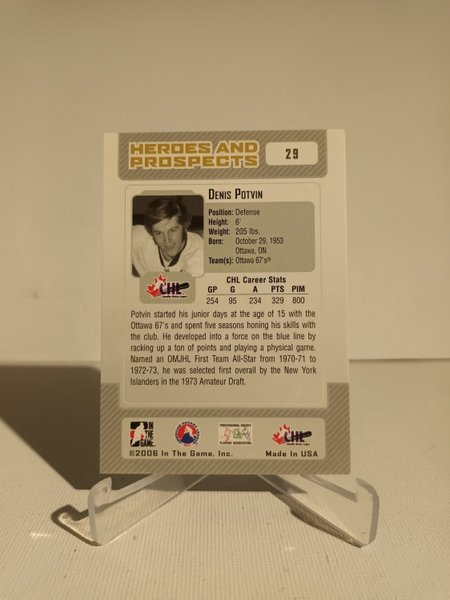 HEROES AND
PROSPECTS
29
DENIS POTVIN
Position: Defense
Height: 6'
Weight: 205 lbs.
Born: October 29, 1953
Ottawa, ON
Team(s): Ottawa 67's®
CHL
CHL Career Stats
GP G A PTS PIM
254 95 234 329 800
Potvin started his junior days at the age of 15 with the
Ottawa 67's and spent five seasons honing his skills with
the club. He developed into a force on the blue line by
racking up a ton of points and playing a physical game.
Named an OMJHL First Team All-Star from 1970-71 to
1972-73, he was selected first overall by the New York
Islanders in the 1973 Amateur Draft.
IN THE GAME
CHL
©2006 In The Game, Inc.
Made In USA